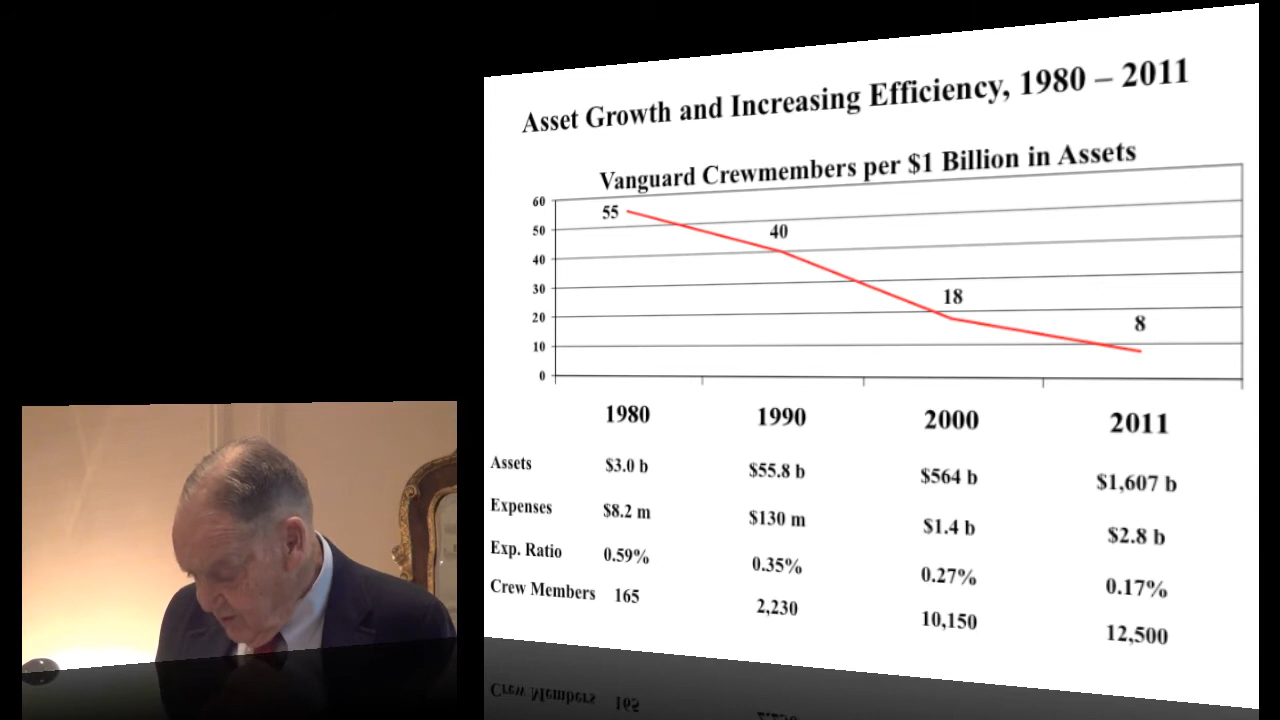 Asset Growth and Increasing Efficiency, 1980 – 2011
Vanguard Crewmembers per $1 Billion in Assets
60
50
40
30
20
10
0
55
40
18
8
1980 1990 2000 2011
Assets $3.0 b $55.8 b $564 b $1,607 b
Expenses $8.2 m $130 m $1.4 b $2.8 b
Exp. Ratio 0.59% 0.35% 0.27% 0.17%
Crew Members 165 2,230 10,150 12,500